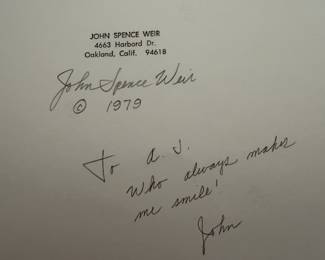 JOHN SPENCE WEIR
4663 Harbord Dr.
Oakland, Calif. 94618
John Spence Weir
© 1979
To A. J.
Who always makes
me smile!
John